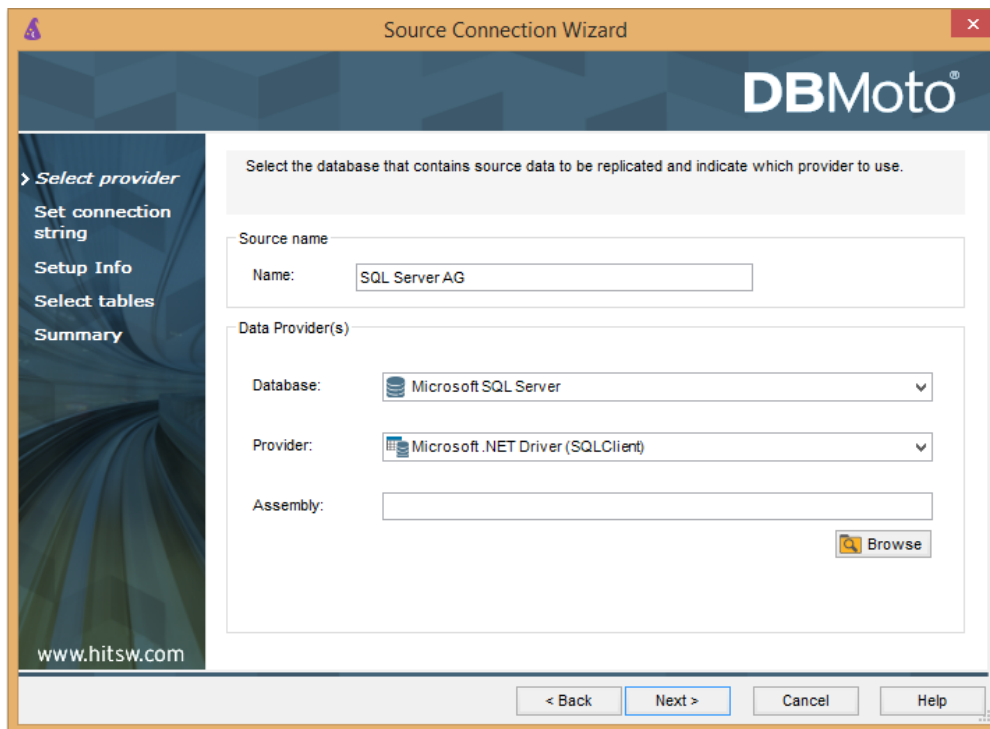 Source Connection Wizard
DBMoto®
Select provider
Set connection
string
Setup Info
Select tables
Summary
www.hitsw.com
Select the database that contains source data to be replicated and indicate which provider to use.
Source name
Name:
SQL Server AG
Data Provider(s)
Database:
Microsoft SQL Server
Provider:
Microsoft .NET Driver (SQLClient)
Assembly:
Browse
< Back
Next >
Cancel
Help